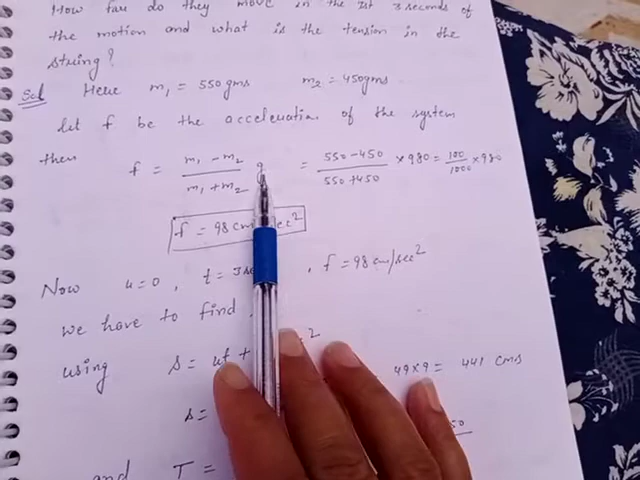 How far do they move in the 1st 3 seconds of
the motion and what is the tension in the
string?
Sol Here m₁ = 550 gms m₂ = 450 gms
Let f be the acceleration of the system
then f = (m₁ - m₂)/(m₁ + m₂) g = (550 - 450)/(550 + 450) × 980 = 100/1000 × 980
f = 98 cm/sec²
Now u = 0, t = 3 , f = 98 cm/sec²
We have to find
using s = ut +
s = 49 × 9 = 441 cms
and T =